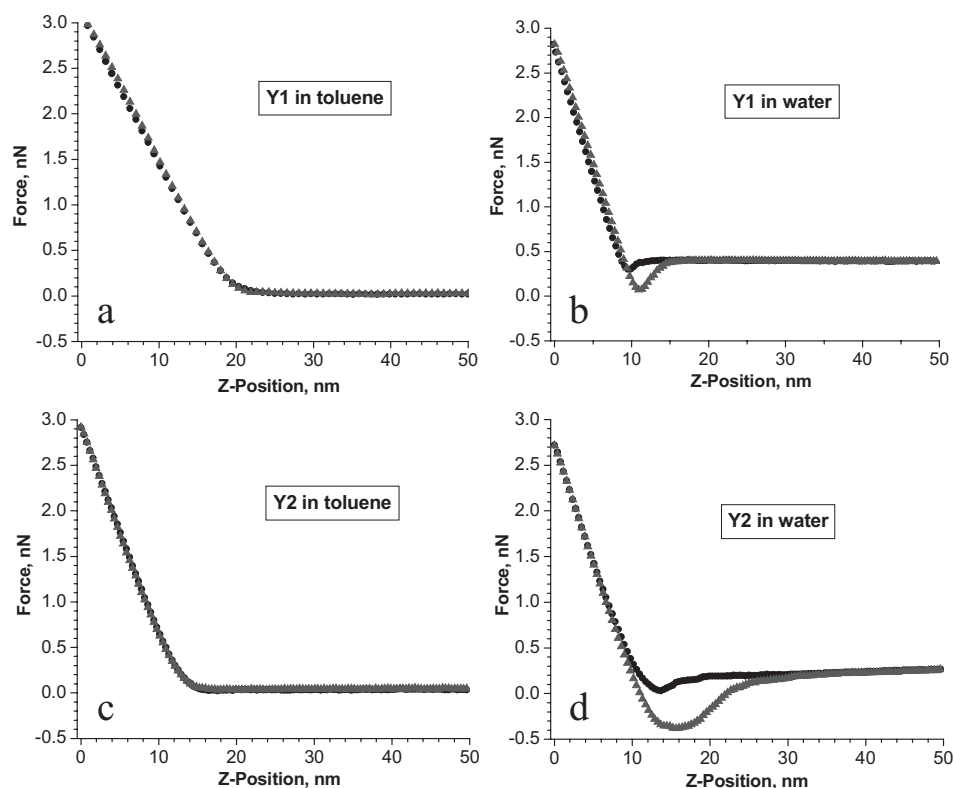 3.0
2.5
2.0
1.5
1.0
0.5
0.0
-0.5
Force, nN
Y1 in toluene
a
0 10 20 30 40 50
Z-Position, nm
3.0
2.5
2.0
1.5
1.0
0.5
0.0
-0.5
Force, nN
Y1 in water
b
0 10 20 30 40 50
Z-Position, nm
3.0
2.5
2.0
1.5
1.0
0.5
0.0
-0.5
Force, nN
Y2 in toluene
c
0 10 20 30 40 50
Z-Position, nm
3.0
2.5
2.0
1.5
1.0
0.5
0.0
-0.5
Force, nN
Y2 in water
d
0 10 20 30 40 50
Z-Position, nm